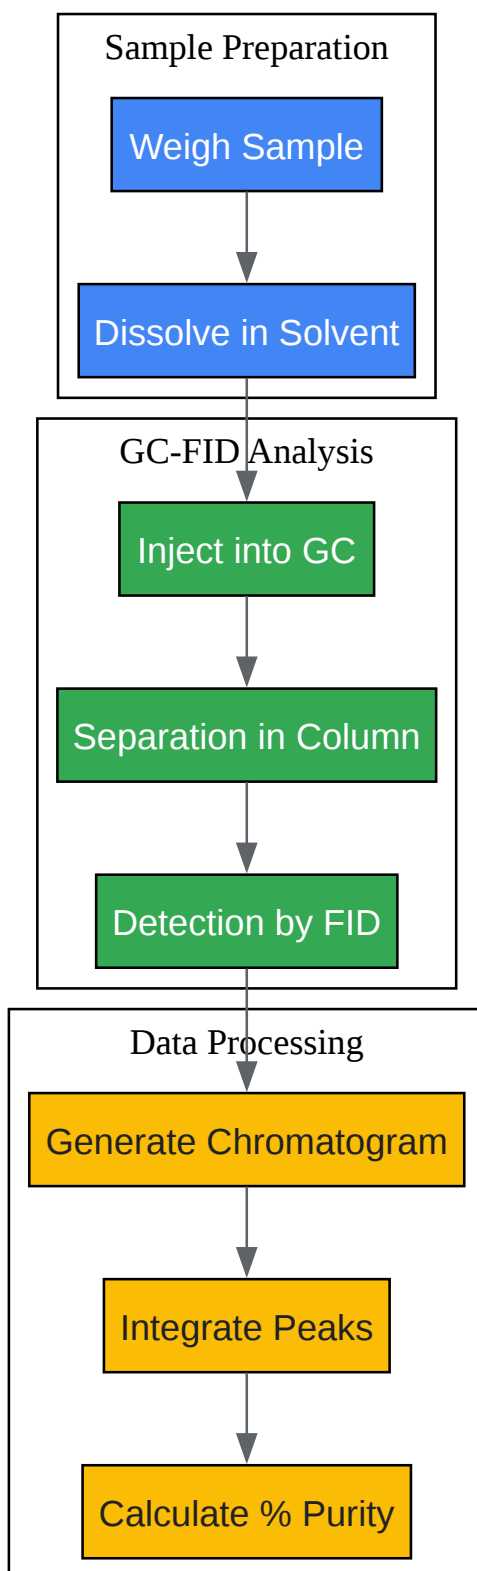 Sample Preparation
Weigh Sample
Dissolve in Solvent
GC-FID Analysis
Inject into GC
Separation in Column
Detection by FID
Data Processing
Generate Chromatogram
Integrate Peaks
Calculate % Purity